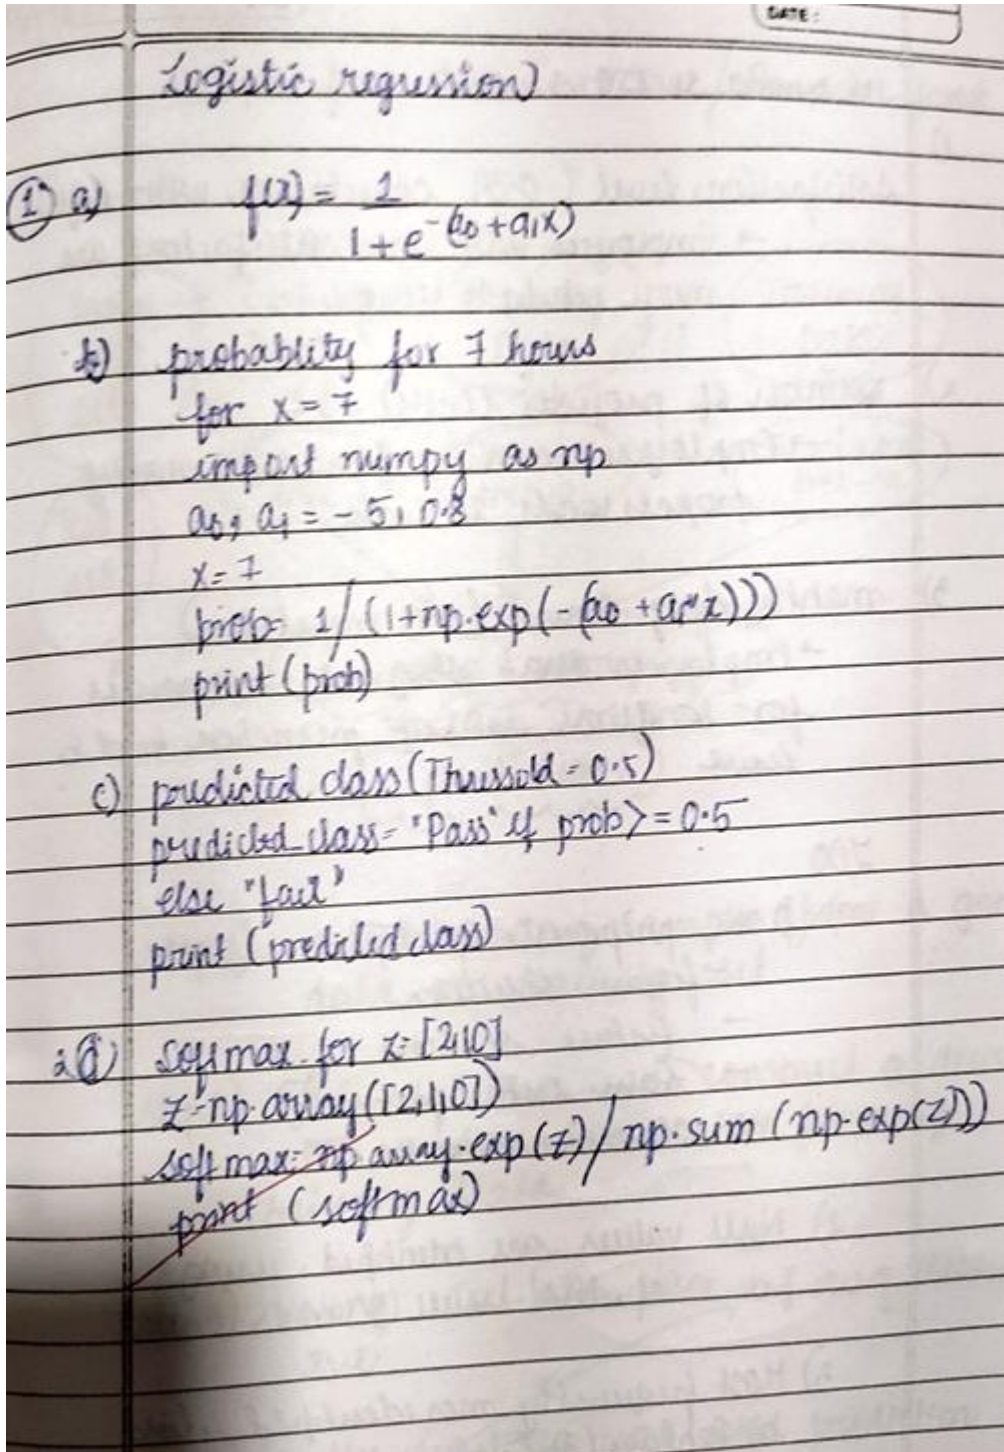 DATE:
Logistic regression
1 a) f(x) = 1
1 + e^-(a0 + a1x)
b) probablity for 7 hours
for x = 7
import numpy as np
a0, a1 = -5, 0.8
x = 7
prob = 1/(1+np.exp(-(a0 + a1*x)))
print (prob)
c) predicted class (Thressold = 0.5)
predicted_class = "Pass" if prob >= 0.5
else "fail"
print (predicted class)
2 a) softmax for z = [2,1,0]
z = np.array([2,1,0])
softmax = np array.exp(z) / np.sum (np.exp(z)))
print (softmax)